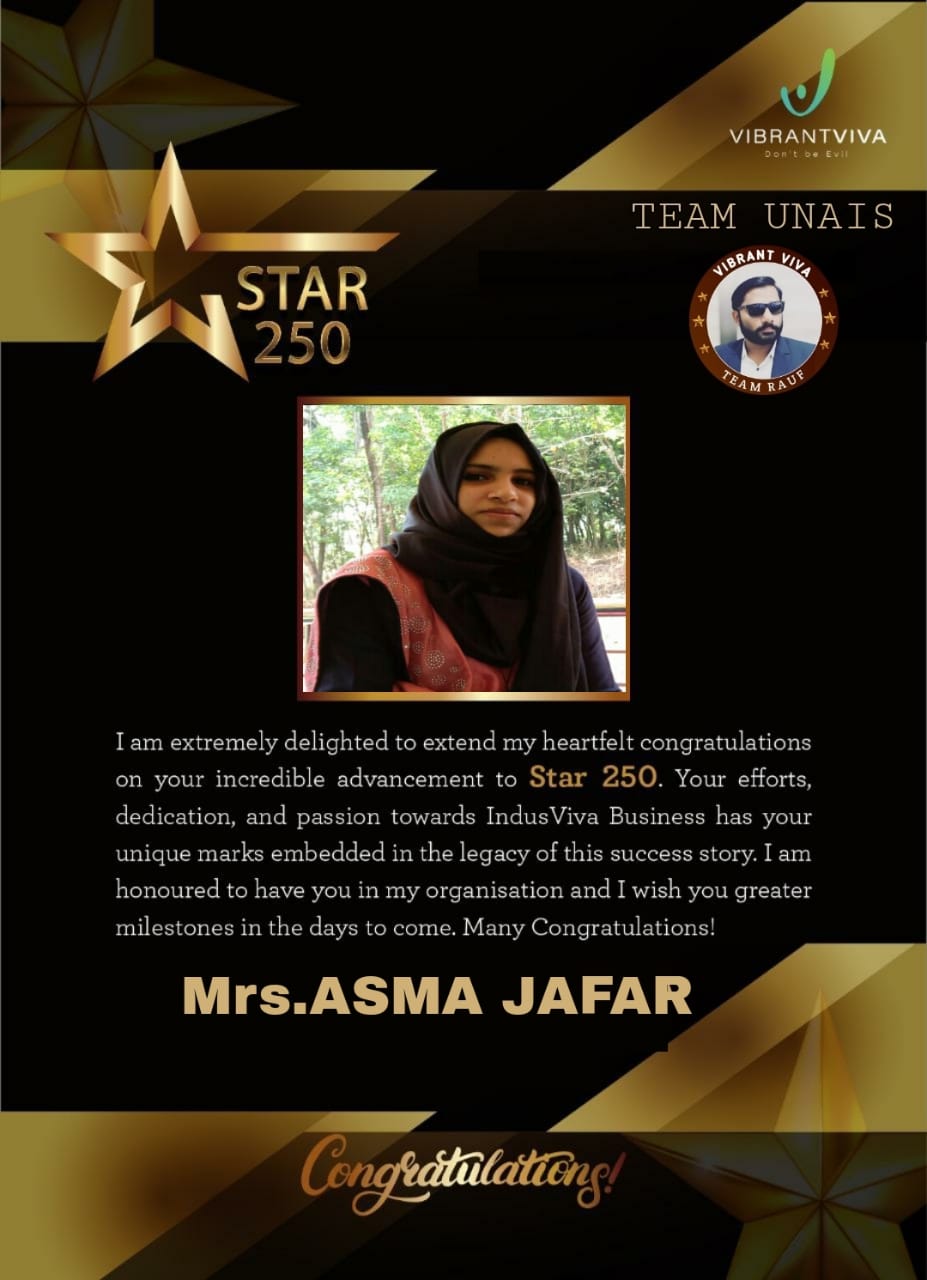 VIBRANTVIVA
Don't be Evil
TEAM UNAIS
VIBRANT VIVA
TEAM RAUF
STAR
250
I am extremely delighted to extend my heartfelt congratulations
on your incredible advancement to Star 250. Your efforts,
dedication, and passion towards IndusViva Business has your
unique marks embedded in the legacy of this success story. I am
honoured to have you in my organisation and I wish you greater
milestones in the days to come. Many Congratulations!
Mrs.ASMA JAFAR
Congratulations!